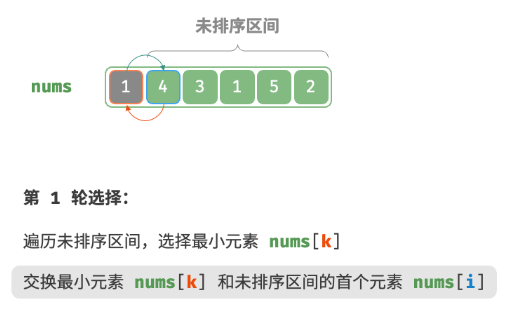 未排序区间
nums 1 4 3 1 5 2
第 1 轮选择：
遍历未排序区间，选择最小元素 nums[k]
交换最小元素 nums[k] 和未排序区间的首个元素 nums[i]